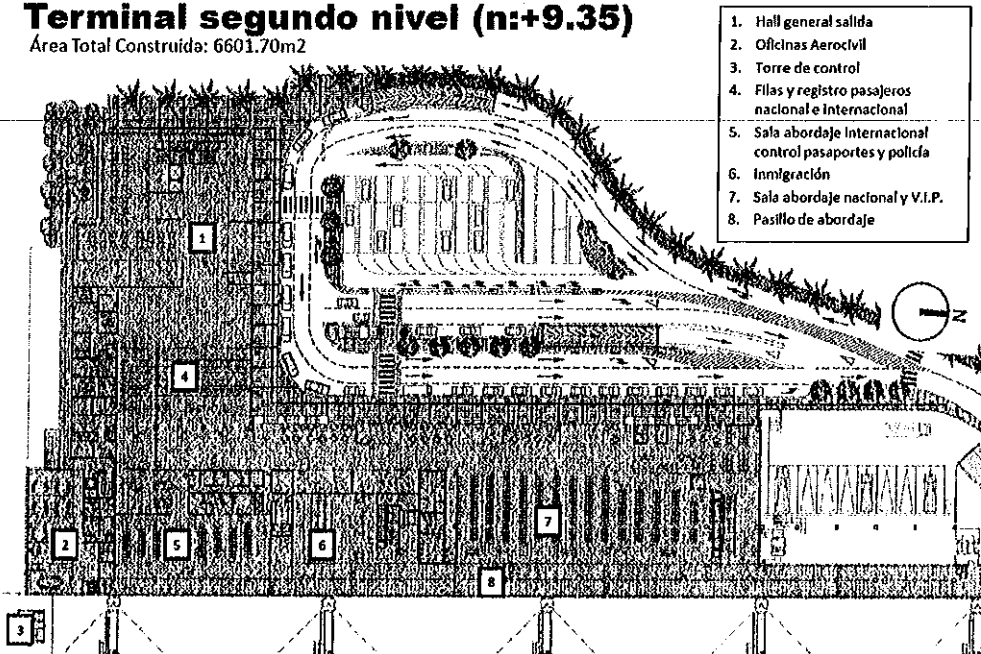 Terminal segundo nivel (n:+9.35)
Área Total Construida: 6601.70m2
1. Hall general salida
2. Oficinas Aerocivil
3. Torre de control
4. Filas y registro pasajeros
nacional e internacional
5. Sala abordaje internacional
control pasaportes y policía
6. Inmigración
7. Sala abordaje nacional y V.I.P.
8. Pasillo de abordaje
N
1
4
2
5
6
7
8
3